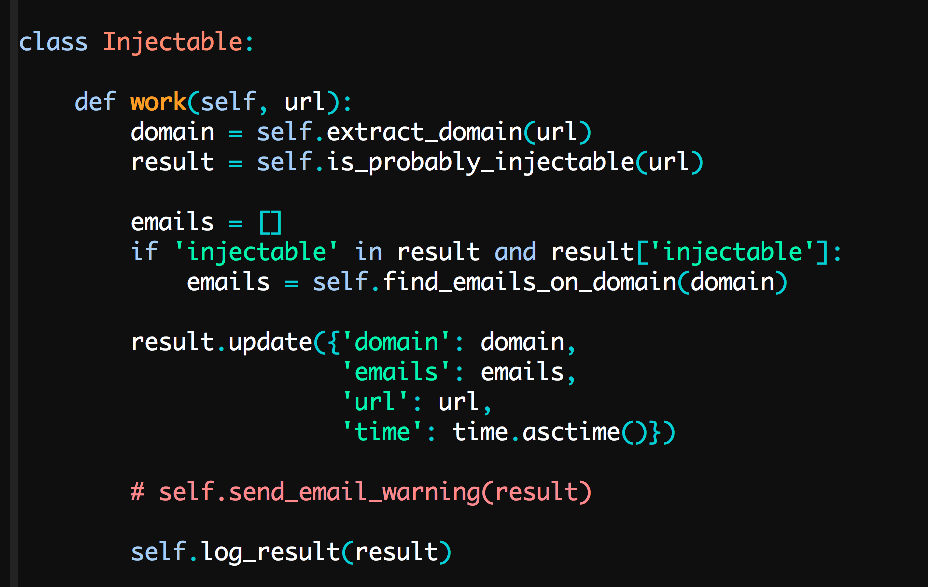 class Injectable:
    def work(self, url):
        domain = self.extract_domain(url)
        result = self.is_probably_injectable(url)
        emails = []
        if 'injectable' in result and result['injectable']:
            emails = self.find_emails_on_domain(domain)
        result.update({'domain': domain,
                       'emails': emails,
                       'url': url,
                       'time': time.asctime()})
        # self.send_email_warning(result)
        self.log_result(result)